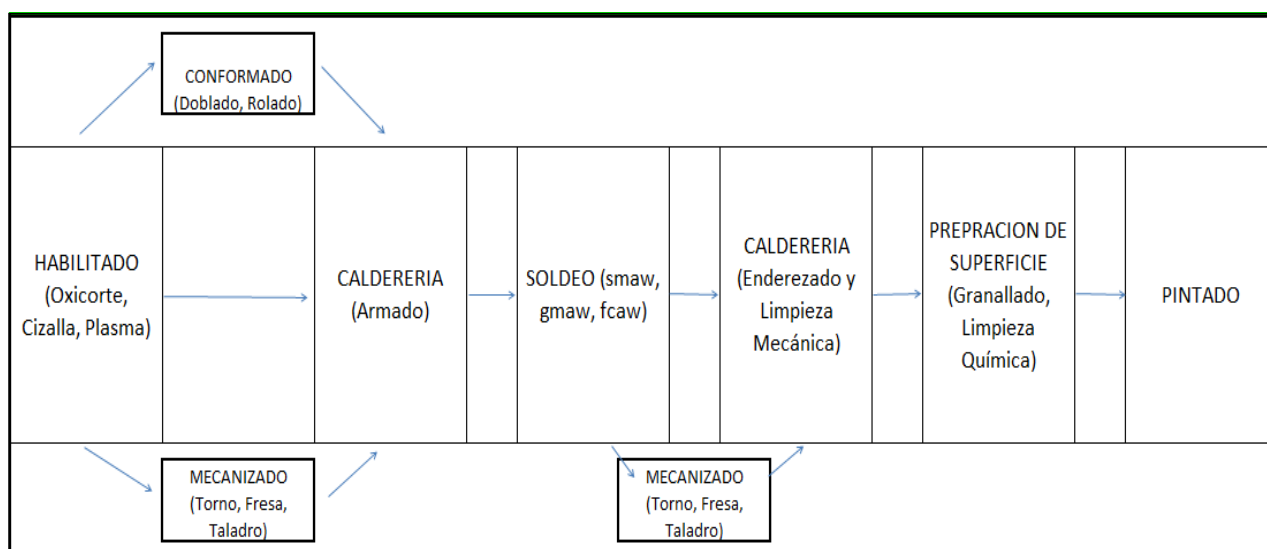 CONFORMADO
(Doblado, Rolado)
HABILITADO
(Oxicorte,
Cizalla, Plasma)
CALDERERIA
(Armado)
SOLDEO (smaw,
gmaw, fcaw)
CALDERERIA
(Enderezado y
Limpieza
Mecánica)
PREPRACION DE
SUPERFICIE
(Granallado,
Limpieza
Química)
PINTADO
MECANIZADO
(Torno, Fresa,
Taladro)
MECANIZADO
(Torno, Fresa,
Taladro)